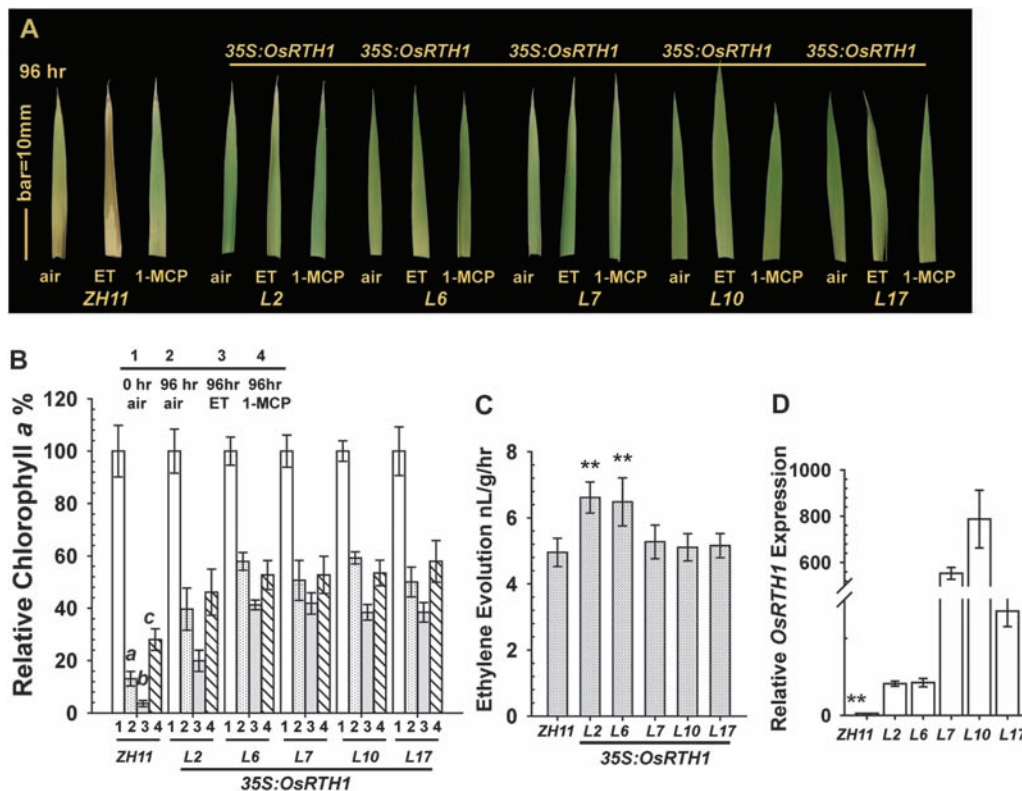 A
35S:OsRTH1 35S:OsRTH1 35S:OsRTH1 35S:OsRTH1 35S:OsRTH1
96 hr
bar=10mm
air ET 1-MCP air ET 1-MCP air ET 1-MCP air ET 1-MCP air ET 1-MCP air ET 1-MCP
ZH11 L2 L6 L7 L10 L17
B
1 2 3 4
0 hr 96 hr 96hr 96hr
air air ET 1-MCP
Relative Chlorophyll a %
120
100
80
60
40
20
0
a b c
1 2 3 4 1 2 3 4 1 2 3 4 1 2 3 4 1 2 3 4 1 2 3 4
ZH11 L2 L6 L7 L10 L17
35S:OsRTH1
C
Ethylene Evolution nL/g/hr
8
6
4
2
0
** **
ZH11 L2 L6 L7 L10 L17
35S:OsRTH1
D
Relative OsRTH1 Expression
1000
800
600
0
**
ZH11 L2 L6 L7 L10 L17